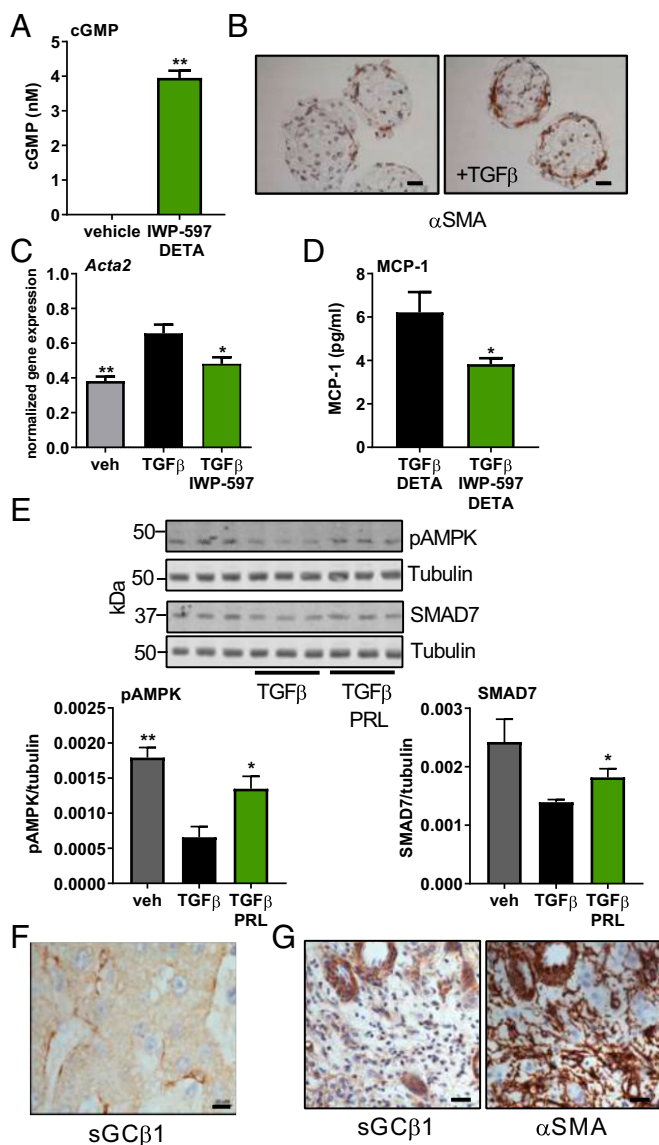 A
cGMP
cGMP (nM)
5
4
3
2
1
0
**
vehicle
IWP-597
DETA
B
+TGFβ
αSMA
C
Acta2
normalized gene expression
1.0
0.8
0.6
0.4
0.2
0.0
**
*
veh
TGFβ
TGFβ
IWP-597
D
MCP-1
MCP-1 (pg/ml)
8
6
4
2
0
*
TGFβ
DETA
TGFβ
IWP-597
DETA
E
kDa
50
pAMPK
50
Tubulin
37
SMAD7
50
Tubulin
TGFβ
TGFβ
PRL
pAMPK
pAMPK/tubulin
0.0025
0.0020
0.0015
0.0010
0.0005
0.0000
**
*
veh
TGFβ
TGFβ
PRL
SMAD7
SMAD7/tubulin
0.003
0.002
0.001
0.000
*
veh
TGFβ
TGFβ
PRL
F
sGCβ1
G
sGCβ1
αSMA